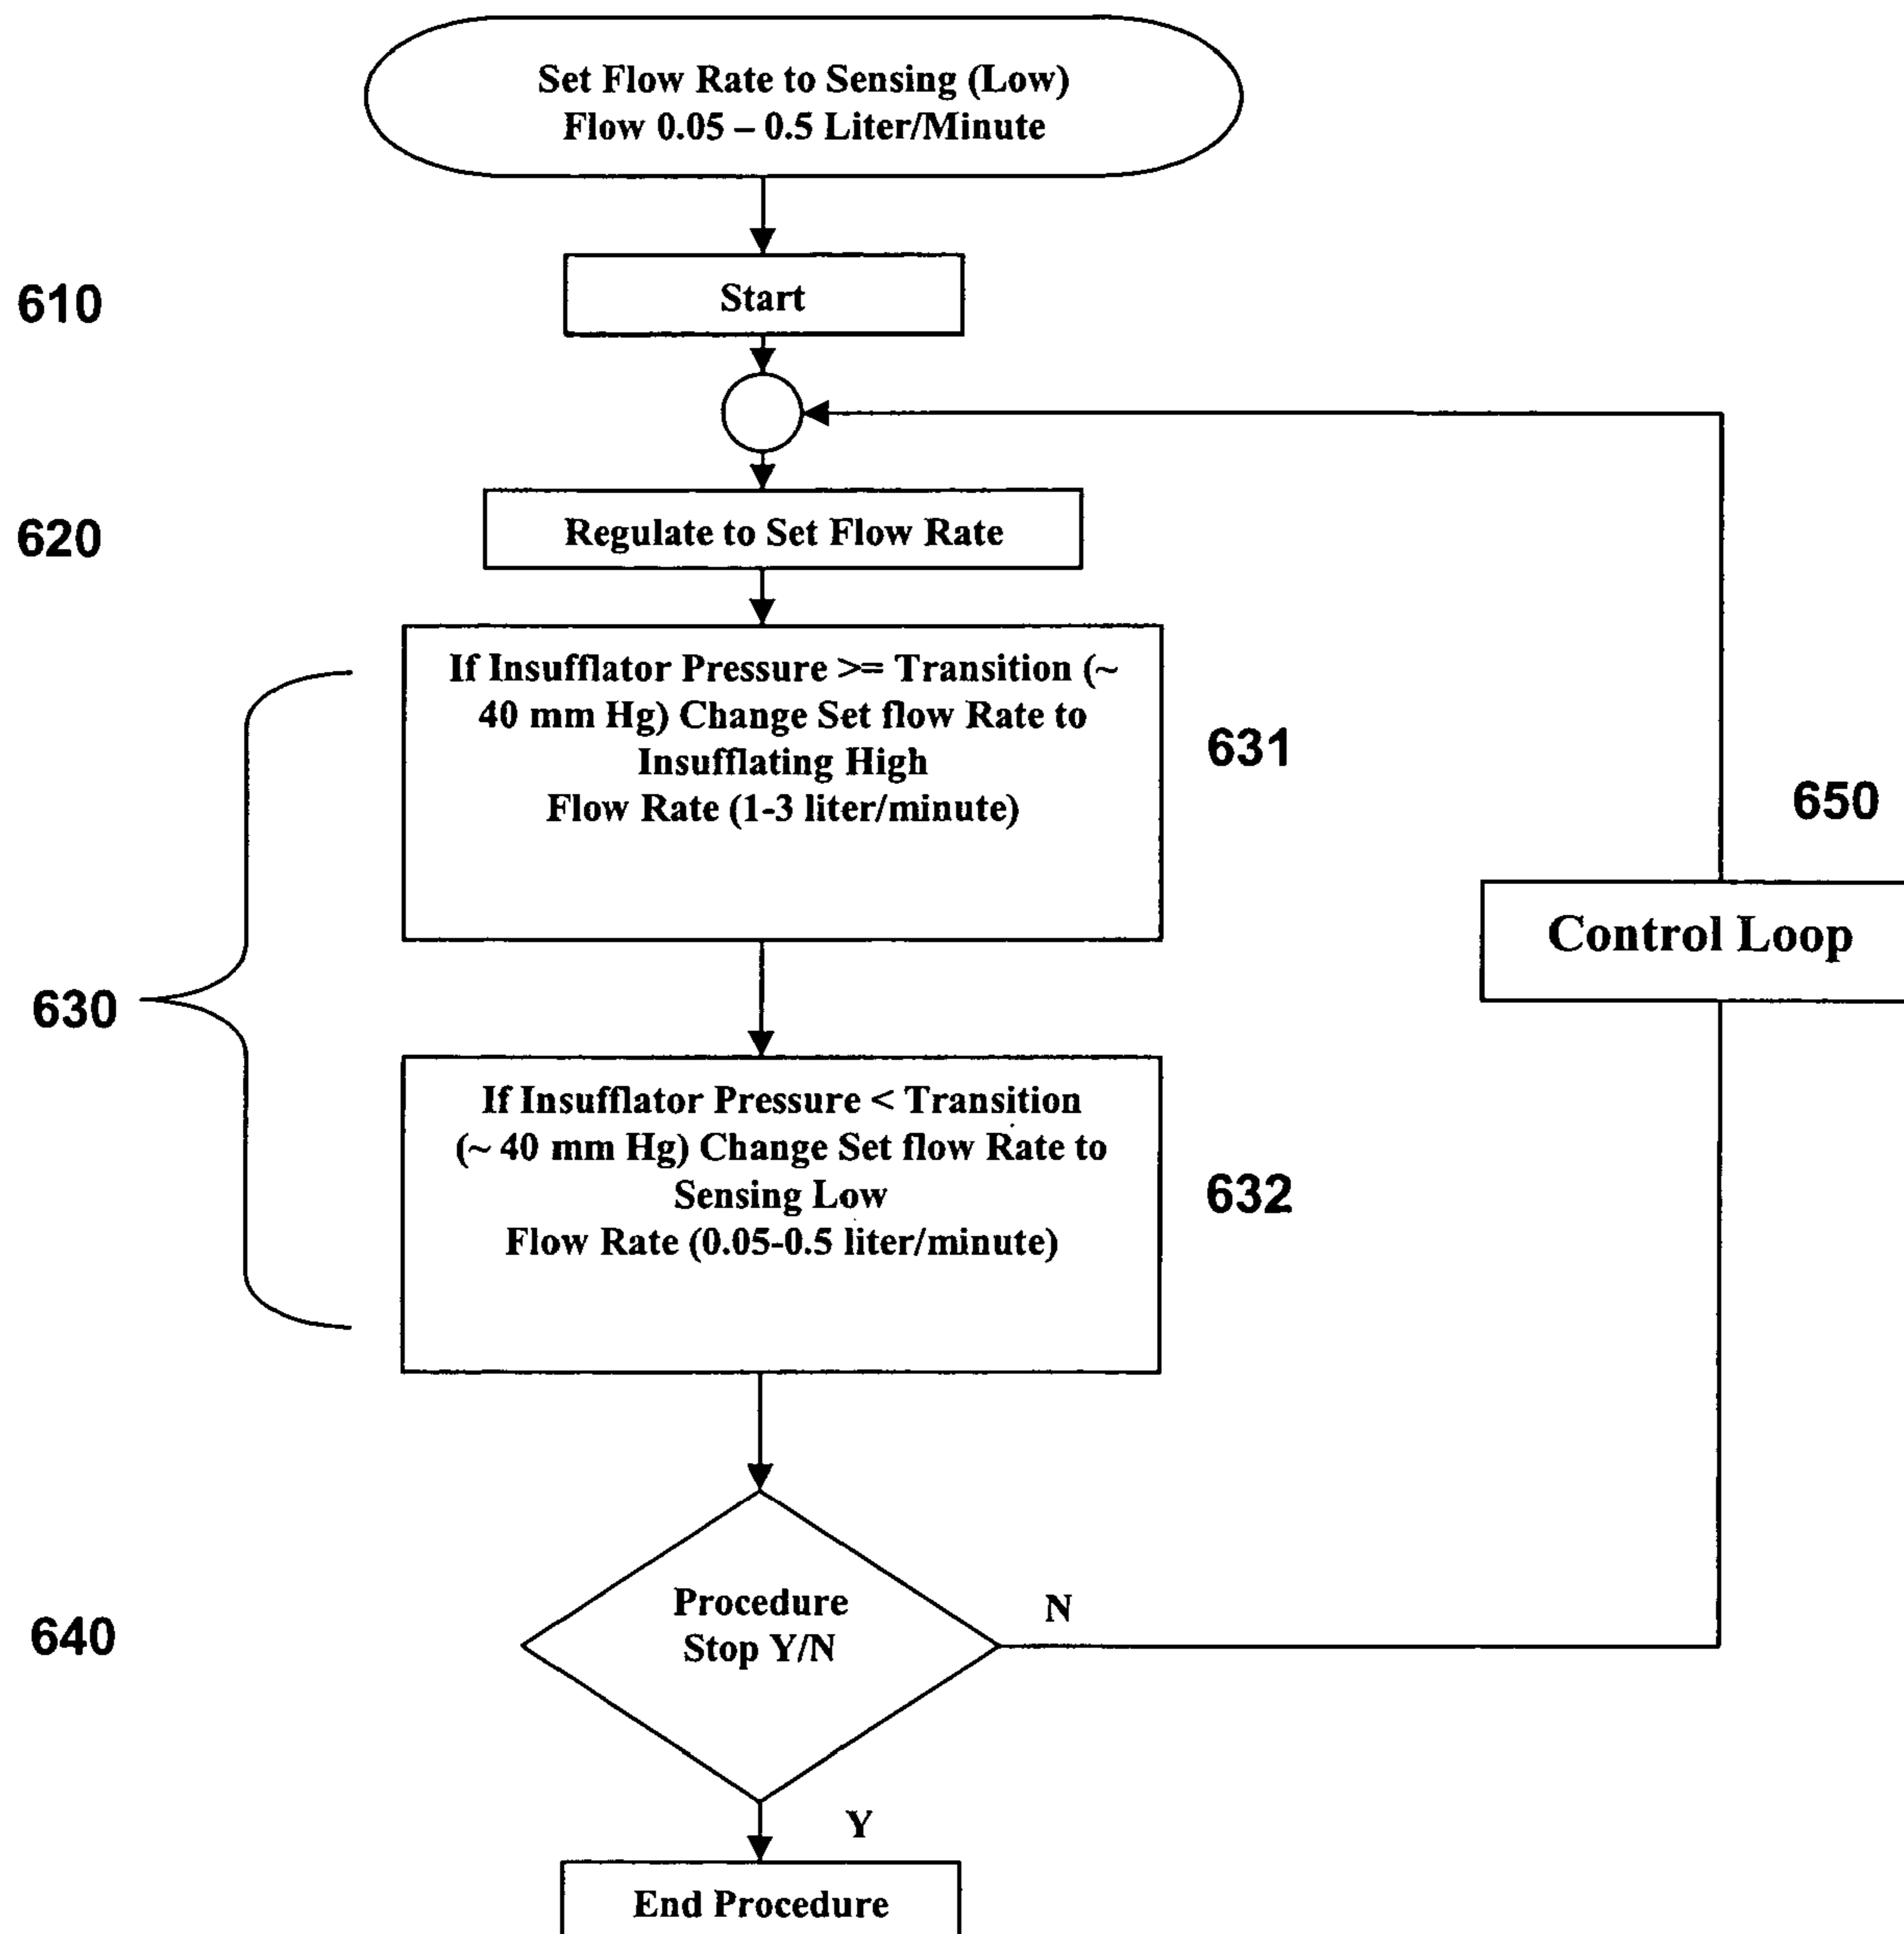 Set Flow Rate to Sensing (Low)
Flow 0.05 – 0.5 Liter/Minute
610
Start
620
Regulate to Set Flow Rate
If Insufflator Pressure >= Transition (~
40 mm Hg) Change Set flow Rate to
Insufflating High
Flow Rate (1-3 liter/minute)
631
650
Control Loop
630
If Insufflator Pressure < Transition
(~ 40 mm Hg) Change Set flow Rate to
Sensing Low
Flow Rate (0.05-0.5 liter/minute)
632
640
Procedure
Stop Y/N
N
Y
End Procedure